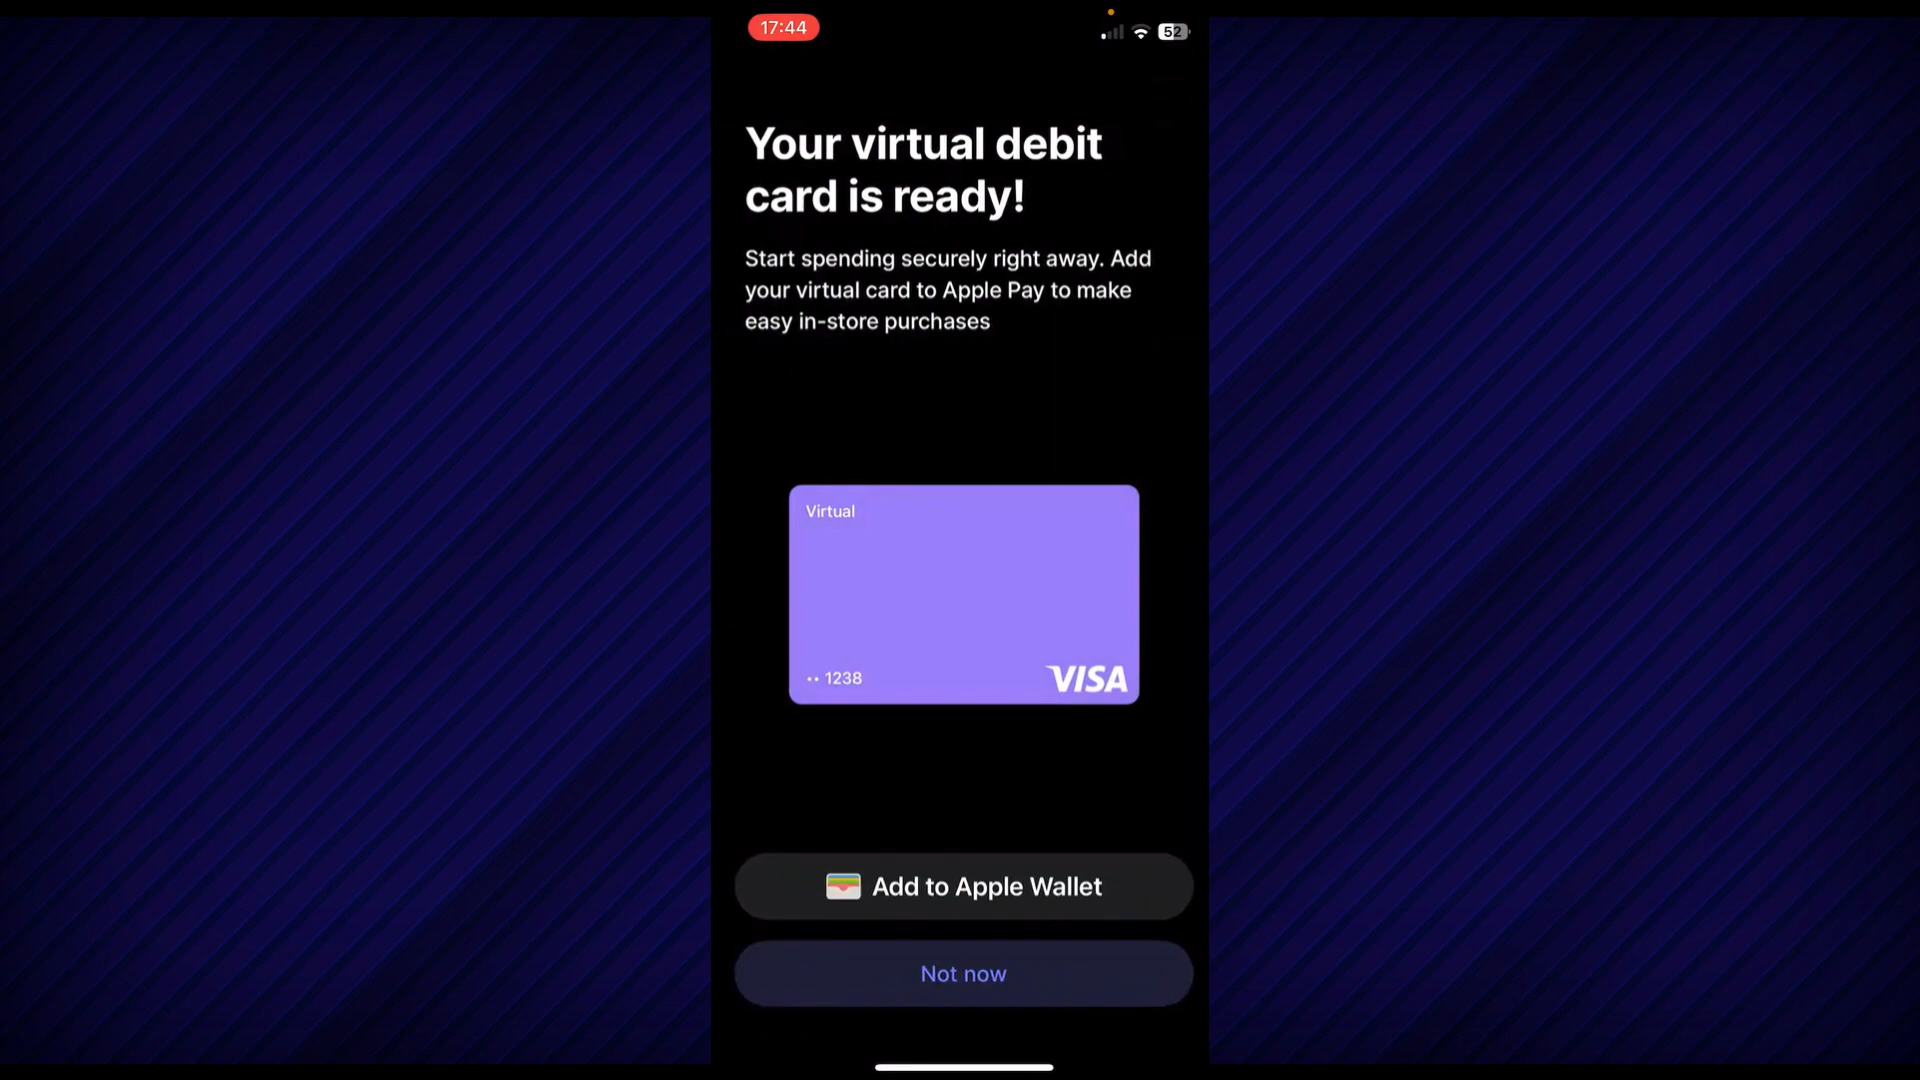 17:44
52
Your virtual debit
card is ready!
Start spending securely right away. Add
your virtual card to Apple Pay to make
easy in-store purchases
Virtual
•• 1238
VISA
Add to Apple Wallet
Not now